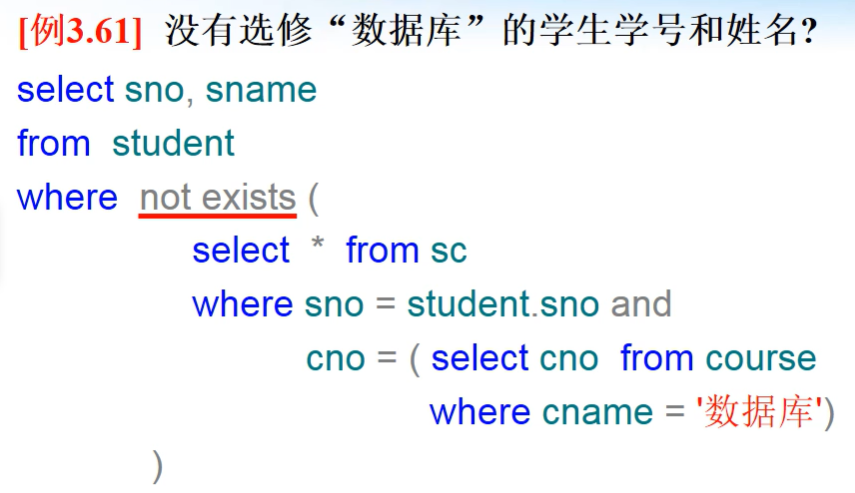 [例3.61] 没有选修“数据库”的学生学号和姓名?
select sno, sname
from student
where not exists (
select * from sc
where sno = student.sno and
cno = ( select cno from course
where cname = '数据库')
)